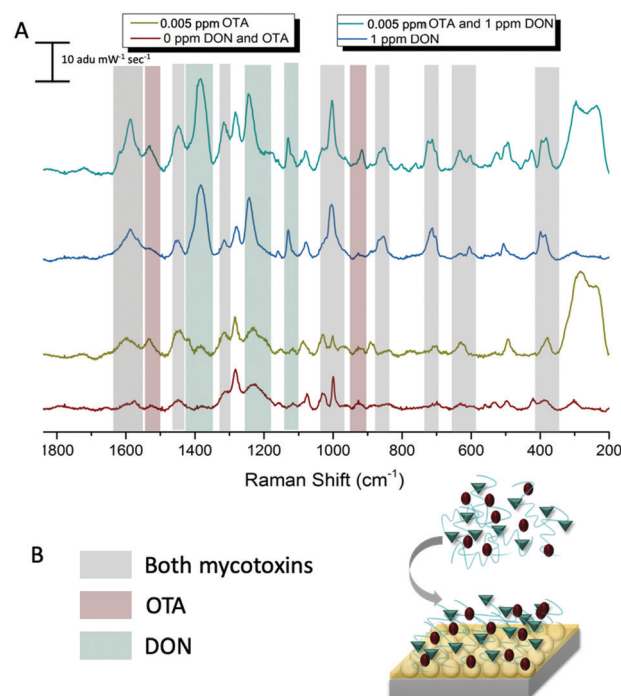 A
0.005 ppm OTA
0 ppm DON and OTA
0.005 ppm OTA and 1 ppm DON
1 ppm DON
10 adu mW⁻¹ sec⁻¹
1800 1600 1400 1200 1000 800 600 400 200
Raman Shift (cm⁻¹)
B
Both mycotoxins
OTA
DON